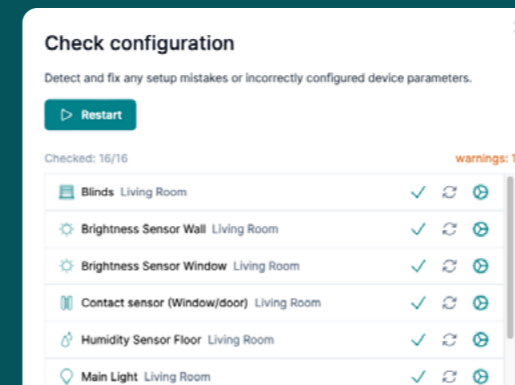 Check configuration
Detect and fix any setup mistakes or incorrectly configured device parameters.
Restart
Checked: 16/16 warnings: 1
Blinds Living Room
Brightness Sensor Wall Living Room
Brightness Sensor Window Living Room
Contact sensor (Window/door) Living Room
Humidity Sensor Floor Living Room
Main Light Living Room